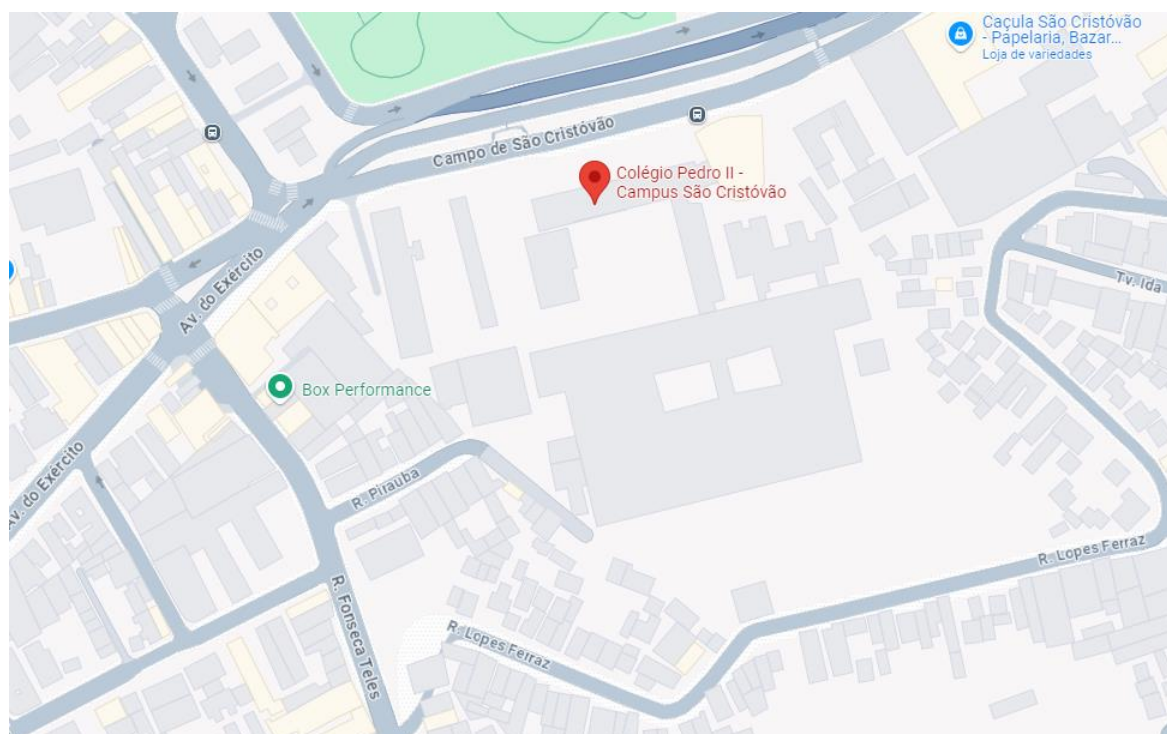 Caçula São Cristóvão
- Papelaria, Bazar...
Loja de variedades
Campo de São Cristóvão
Colégio Pedro II -
Campus São Cristóvão
Tv. Ida
Av. do Exército
Box Performance
Av. do Exército
R. Pirauba
R. Lopes Ferraz
R. Fonseca Teles
R. Lopes Ferraz